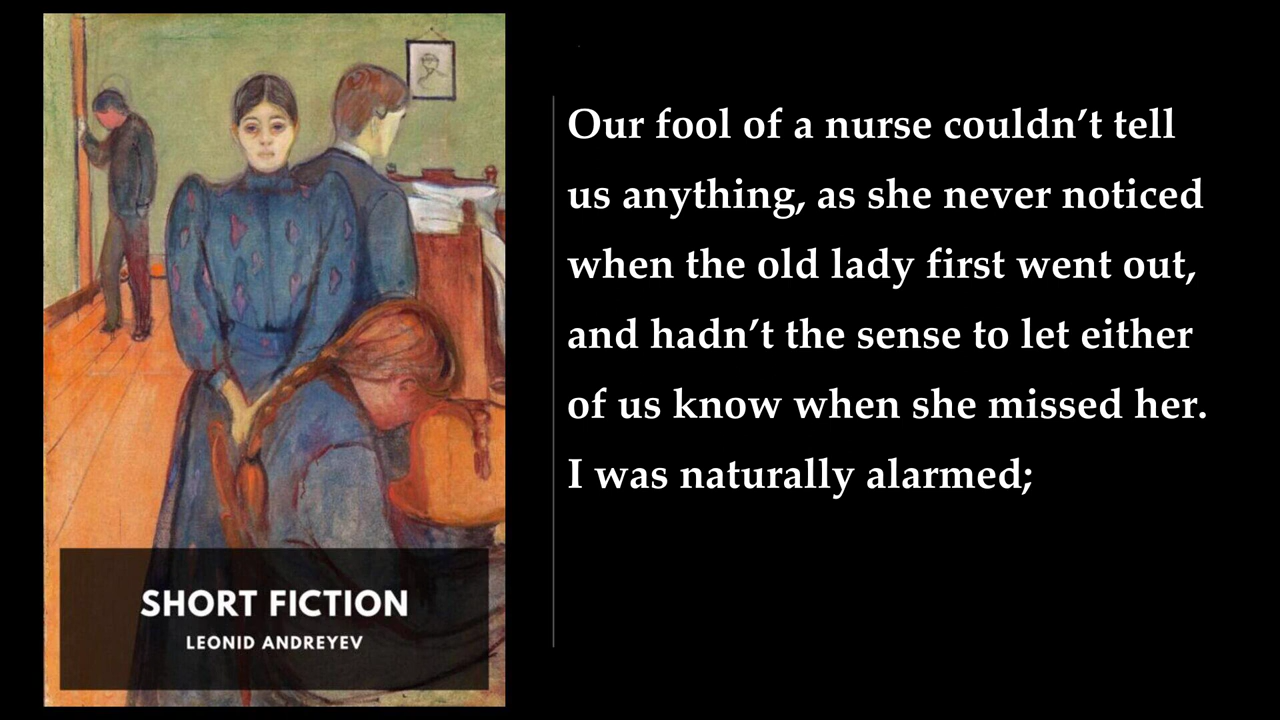 SHORT FICTION
LEONID ANDREYEV
Our fool of a nurse couldn’t tell
us anything, as she never noticed
when the old lady first went out,
and hadn’t the sense to let either
of us know when she missed her.
I was naturally alarmed;